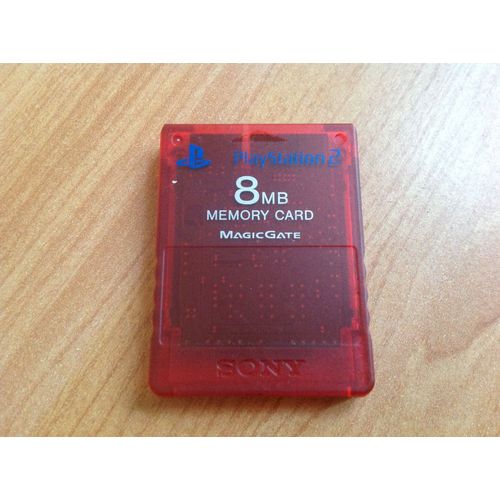 PlayStation 2
8MB
MEMORY CARD
MAGICGATE
SONY